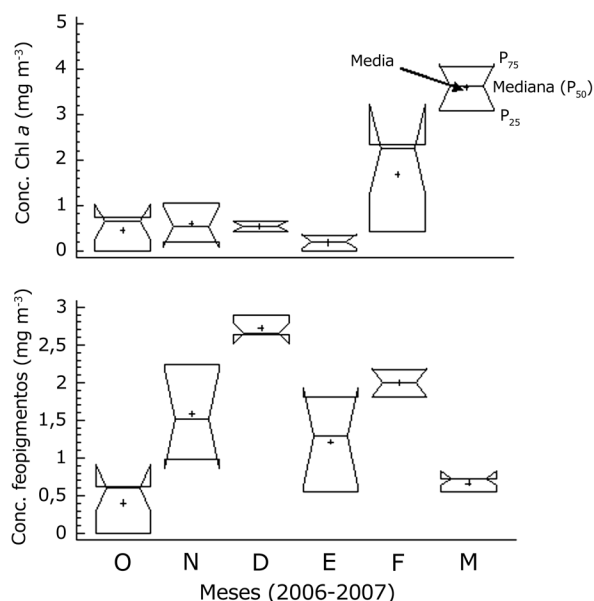 Conc. Chl a (mg m-3)
5
4
3
2
1
0
Media
P75
Mediana (P50)
P25
Conc. feopigmentos (mg m-3)
3
2,5
2
1,5
1
0,5
0
O N D E F M
Meses (2006-2007)